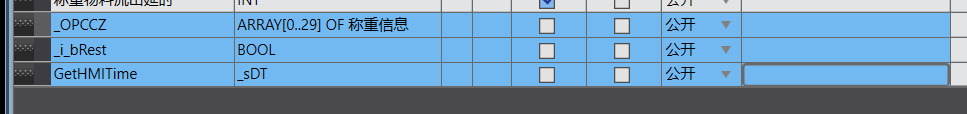 称重物料流出延时 INT
_OPCCZ ARRAY[0..29] OF 称重信息 公开
_i_bRest BOOL 公开
GetHMITime _sDT 公开